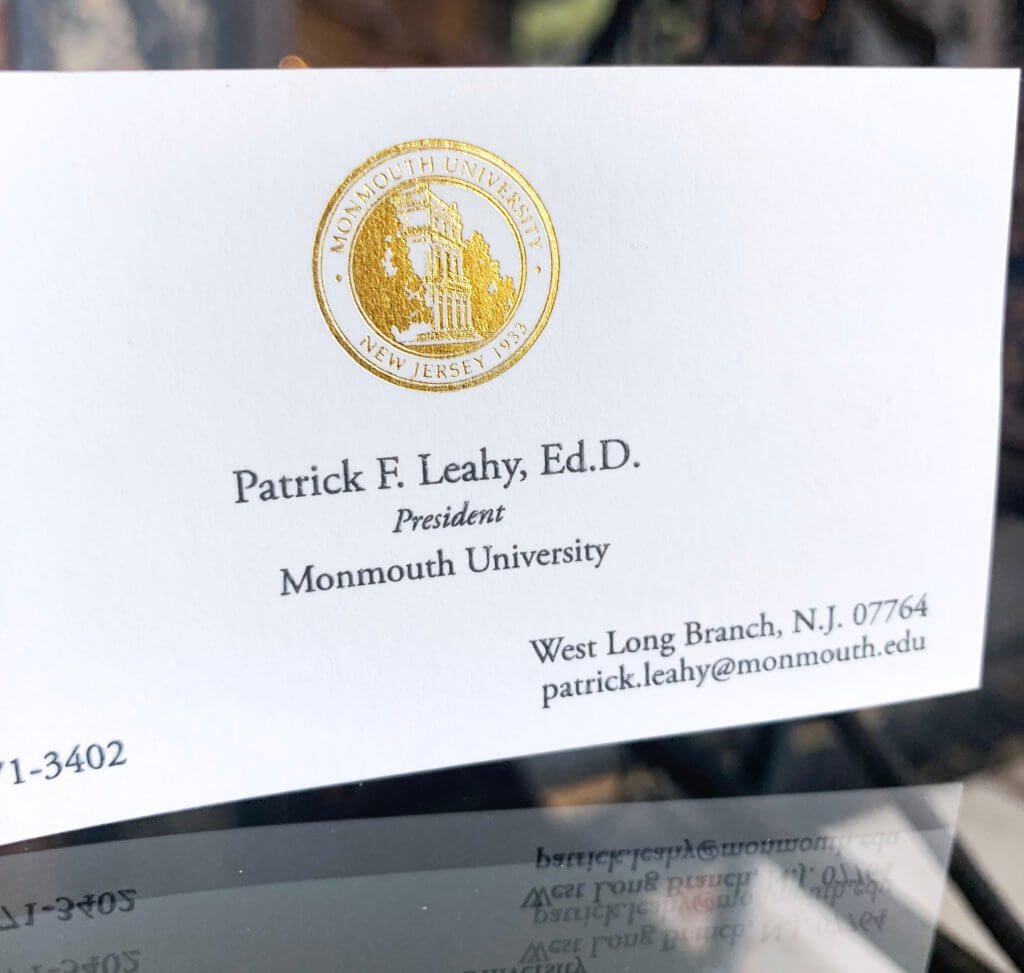 MONMOUTH UNIVERSITY
NEW JERSEY 1933
Patrick F. Leahy, Ed.D.
President
Monmouth University
West Long Branch, N.J. 07764
patrick.leahy@monmouth.edu
71-3402